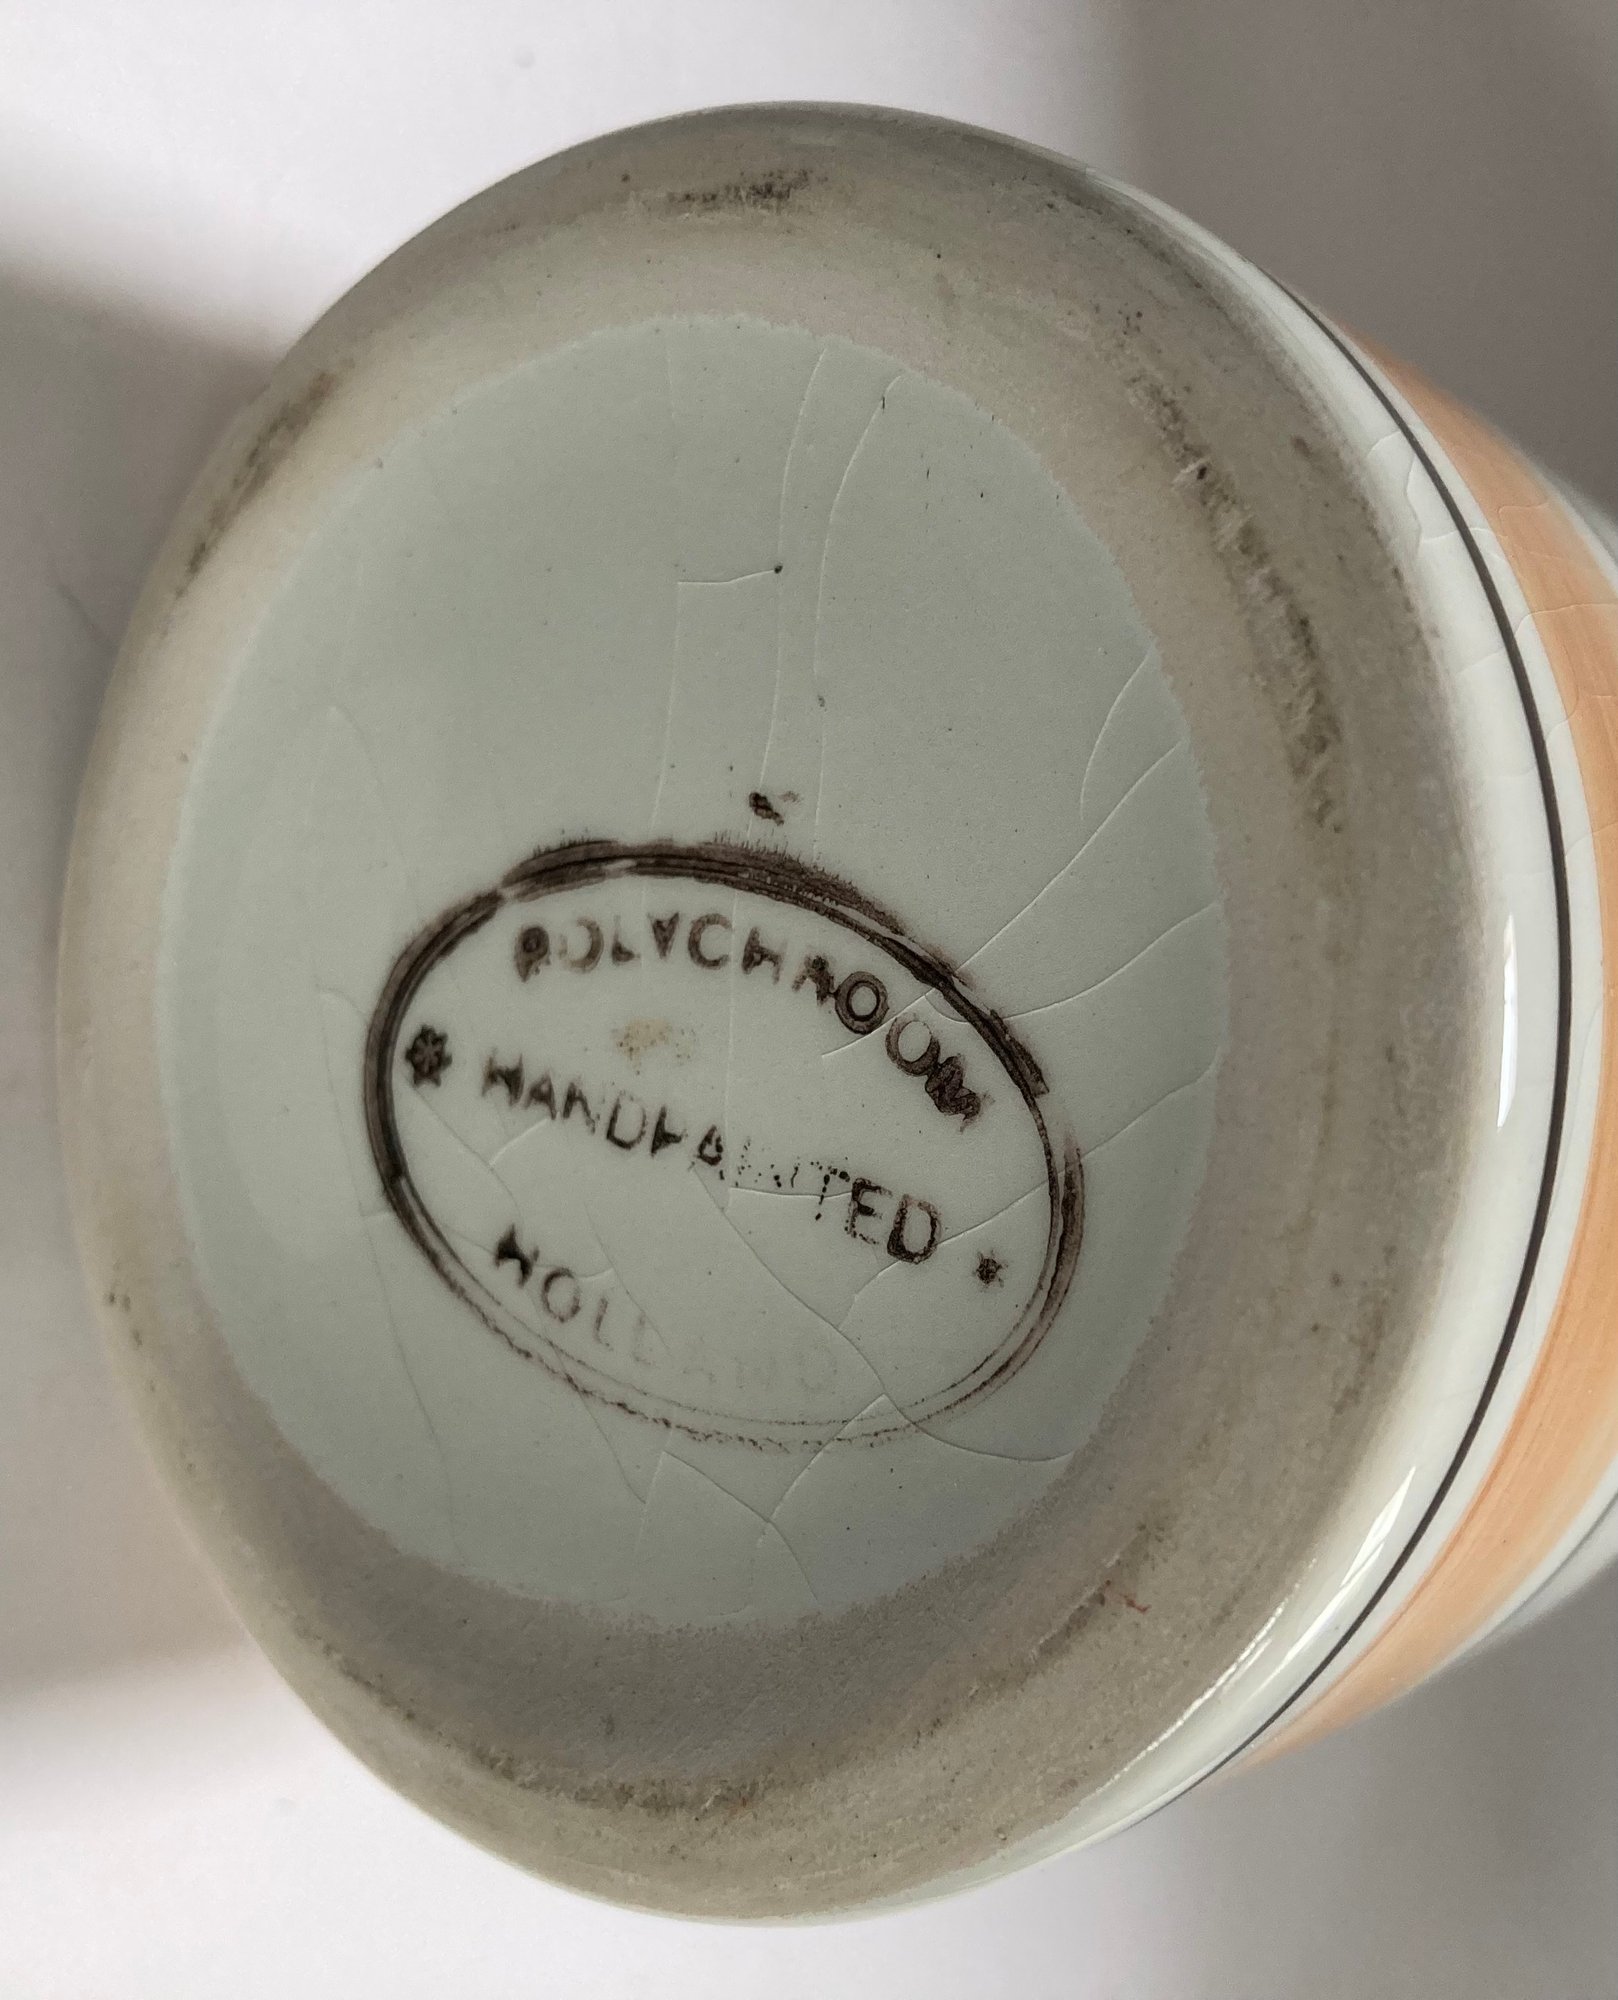 POLYCHROOM
* HANDPAINTED *
HOLLAND